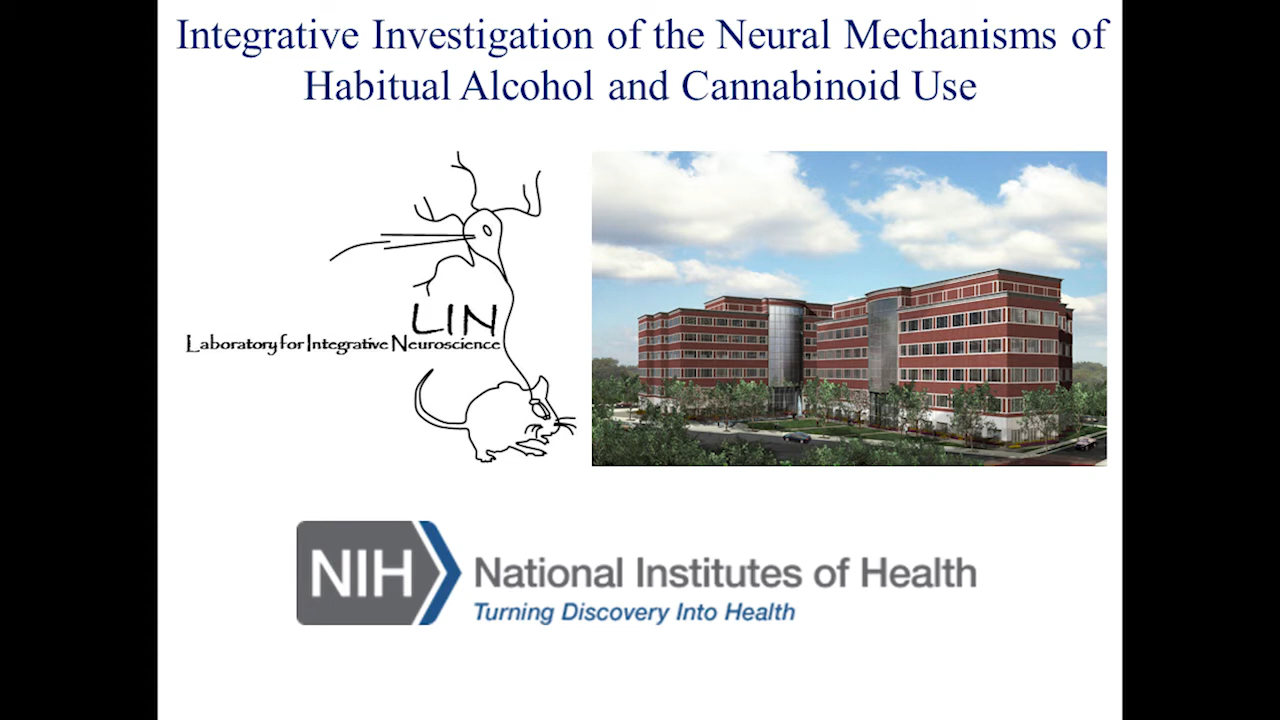 Integrative Investigation of the Neural Mechanisms of
Habitual Alcohol and Cannabinoid Use
LIN
Laboratory for Integrative Neuroscience
NIH
National Institutes of Health
Turning Discovery Into Health